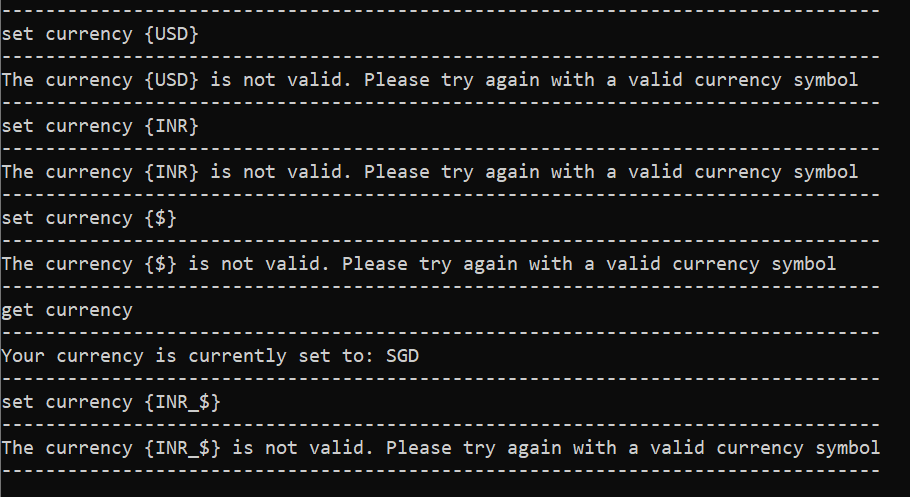 --------------------------------------------------------------------------------
set currency {USD}
--------------------------------------------------------------------------------
The currency {USD} is not valid. Please try again with a valid currency symbol
--------------------------------------------------------------------------------
set currency {INR}
--------------------------------------------------------------------------------
The currency {INR} is not valid. Please try again with a valid currency symbol
--------------------------------------------------------------------------------
set currency {$}
--------------------------------------------------------------------------------
The currency {$} is not valid. Please try again with a valid currency symbol
--------------------------------------------------------------------------------
get currency
--------------------------------------------------------------------------------
Your currency is currently set to: SGD
--------------------------------------------------------------------------------
set currency {INR_$}
--------------------------------------------------------------------------------
The currency {INR_$} is not valid. Please try again with a valid currency symbol
--------------------------------------------------------------------------------